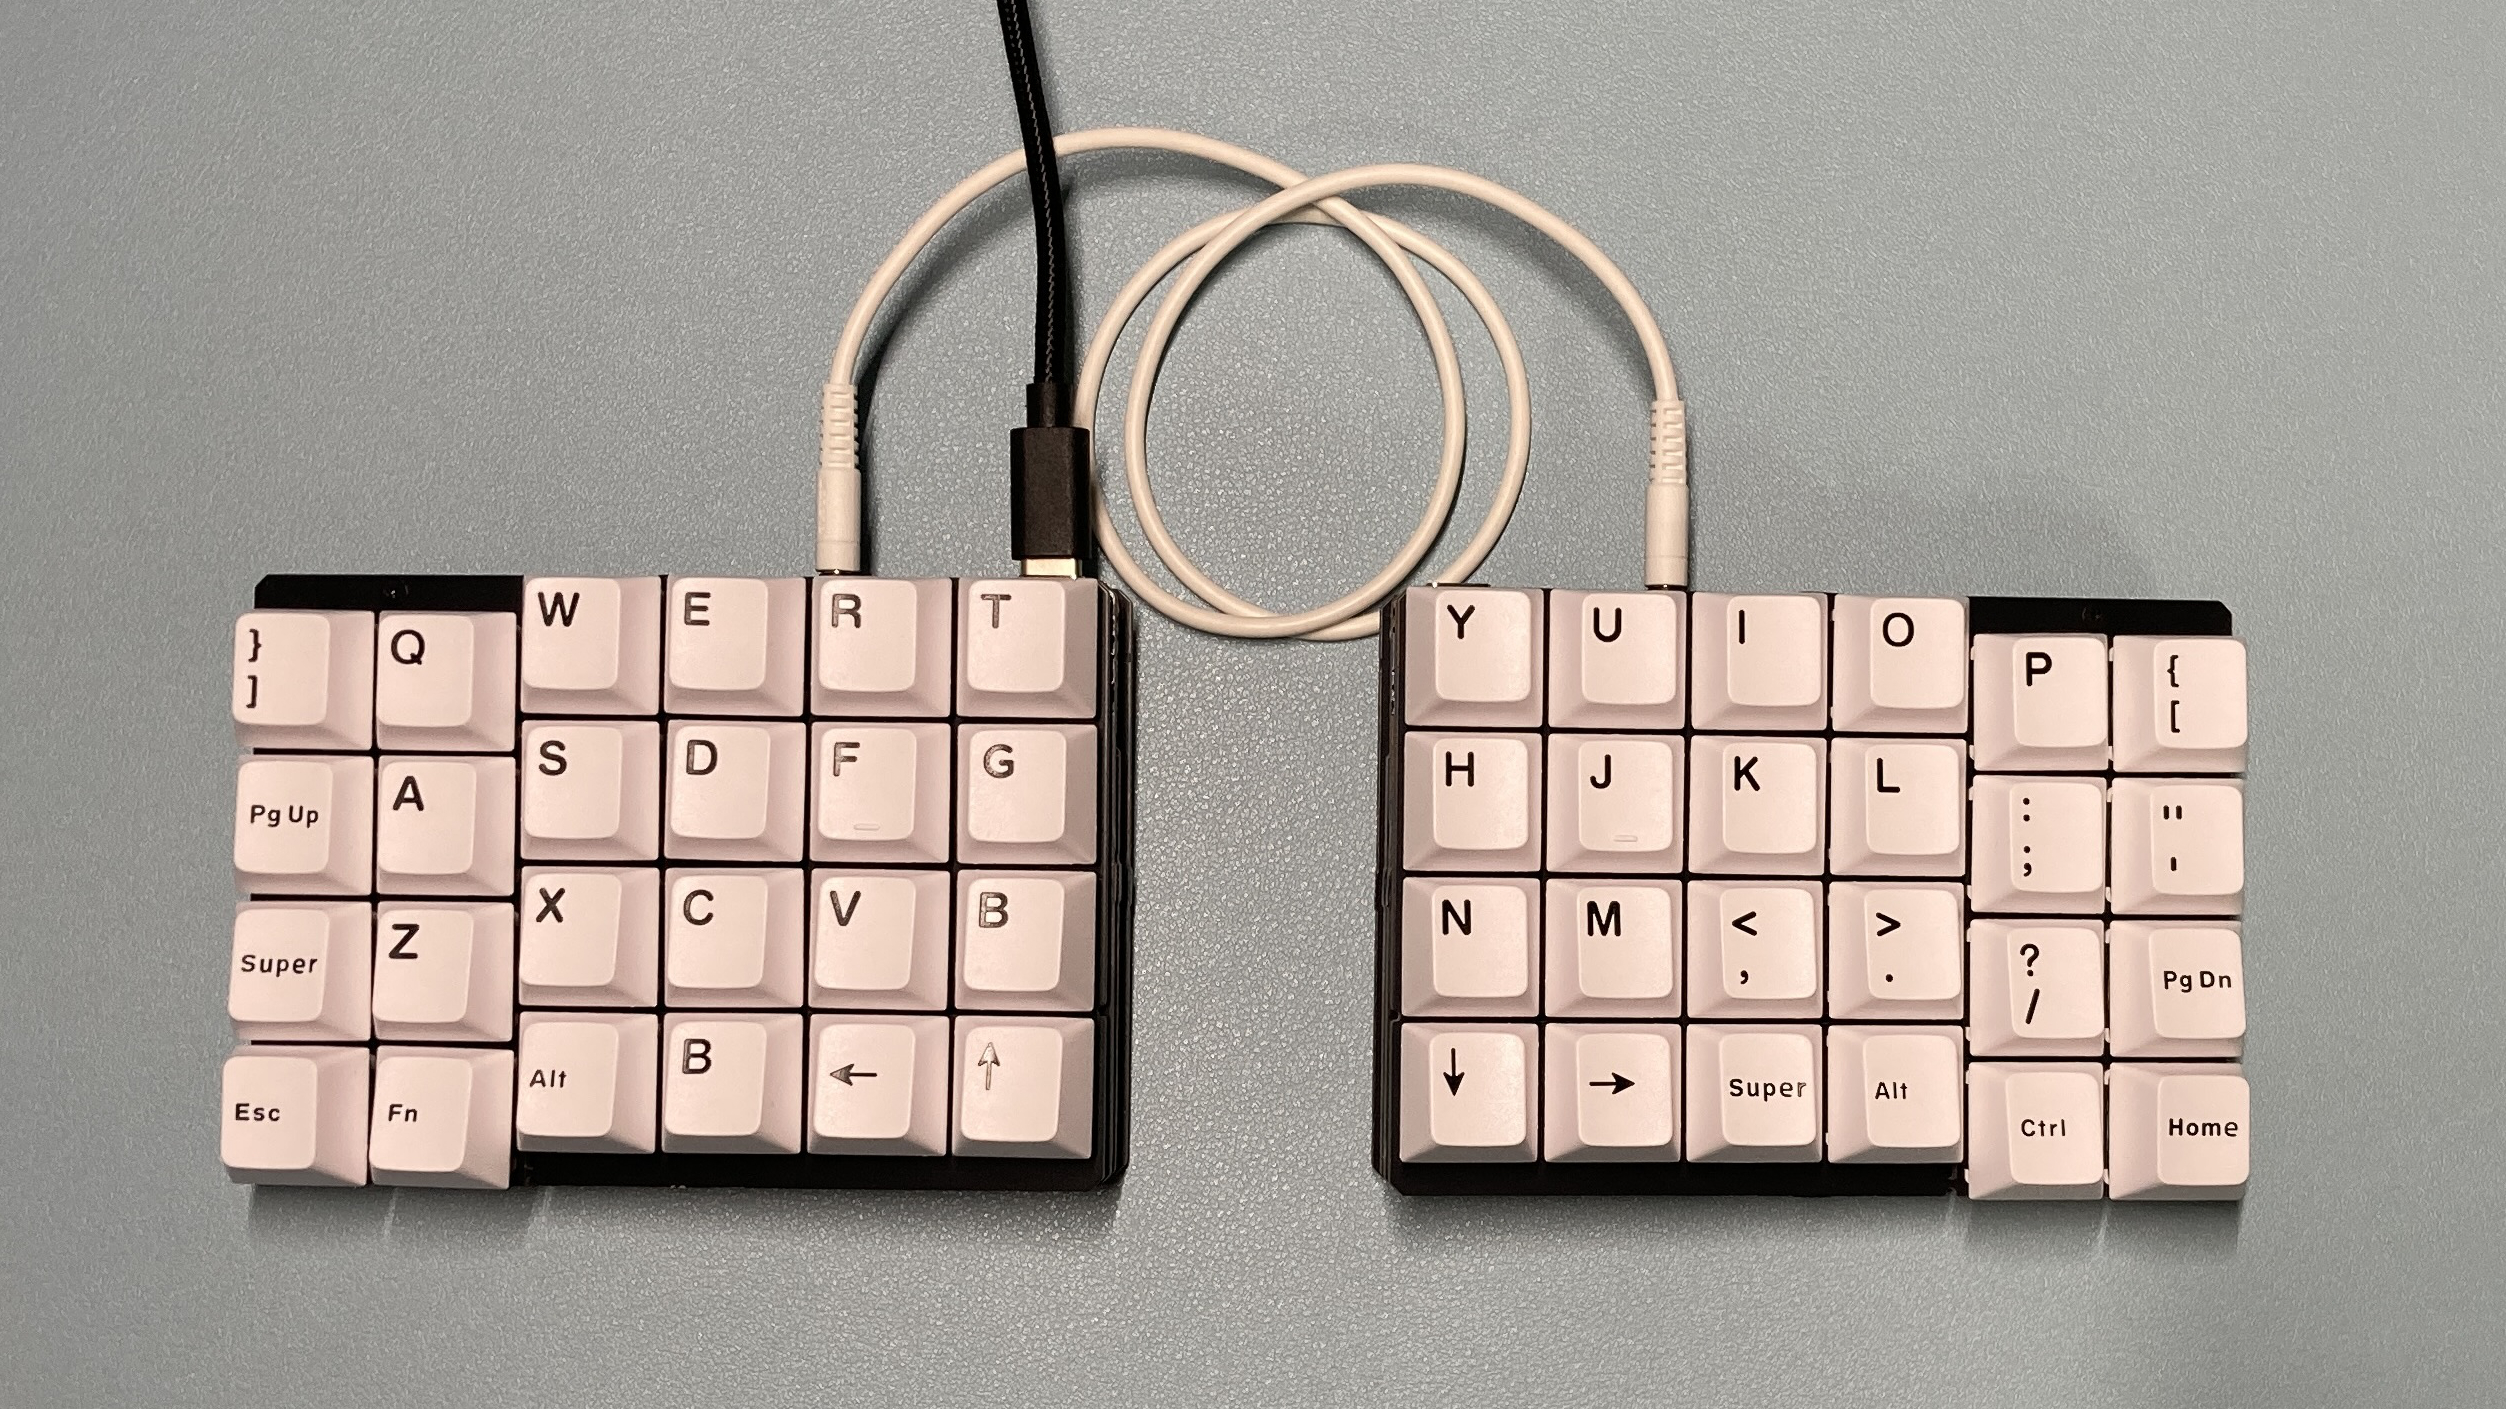 } Q W E R T Y U I O P {
] [
Pg Up A S D F G H J K L : "
; '
Super Z X C V B N M < > ? Pg Dn
, . /
Esc Fn Alt B ← ↑ ↓ → Super Alt Ctrl Home